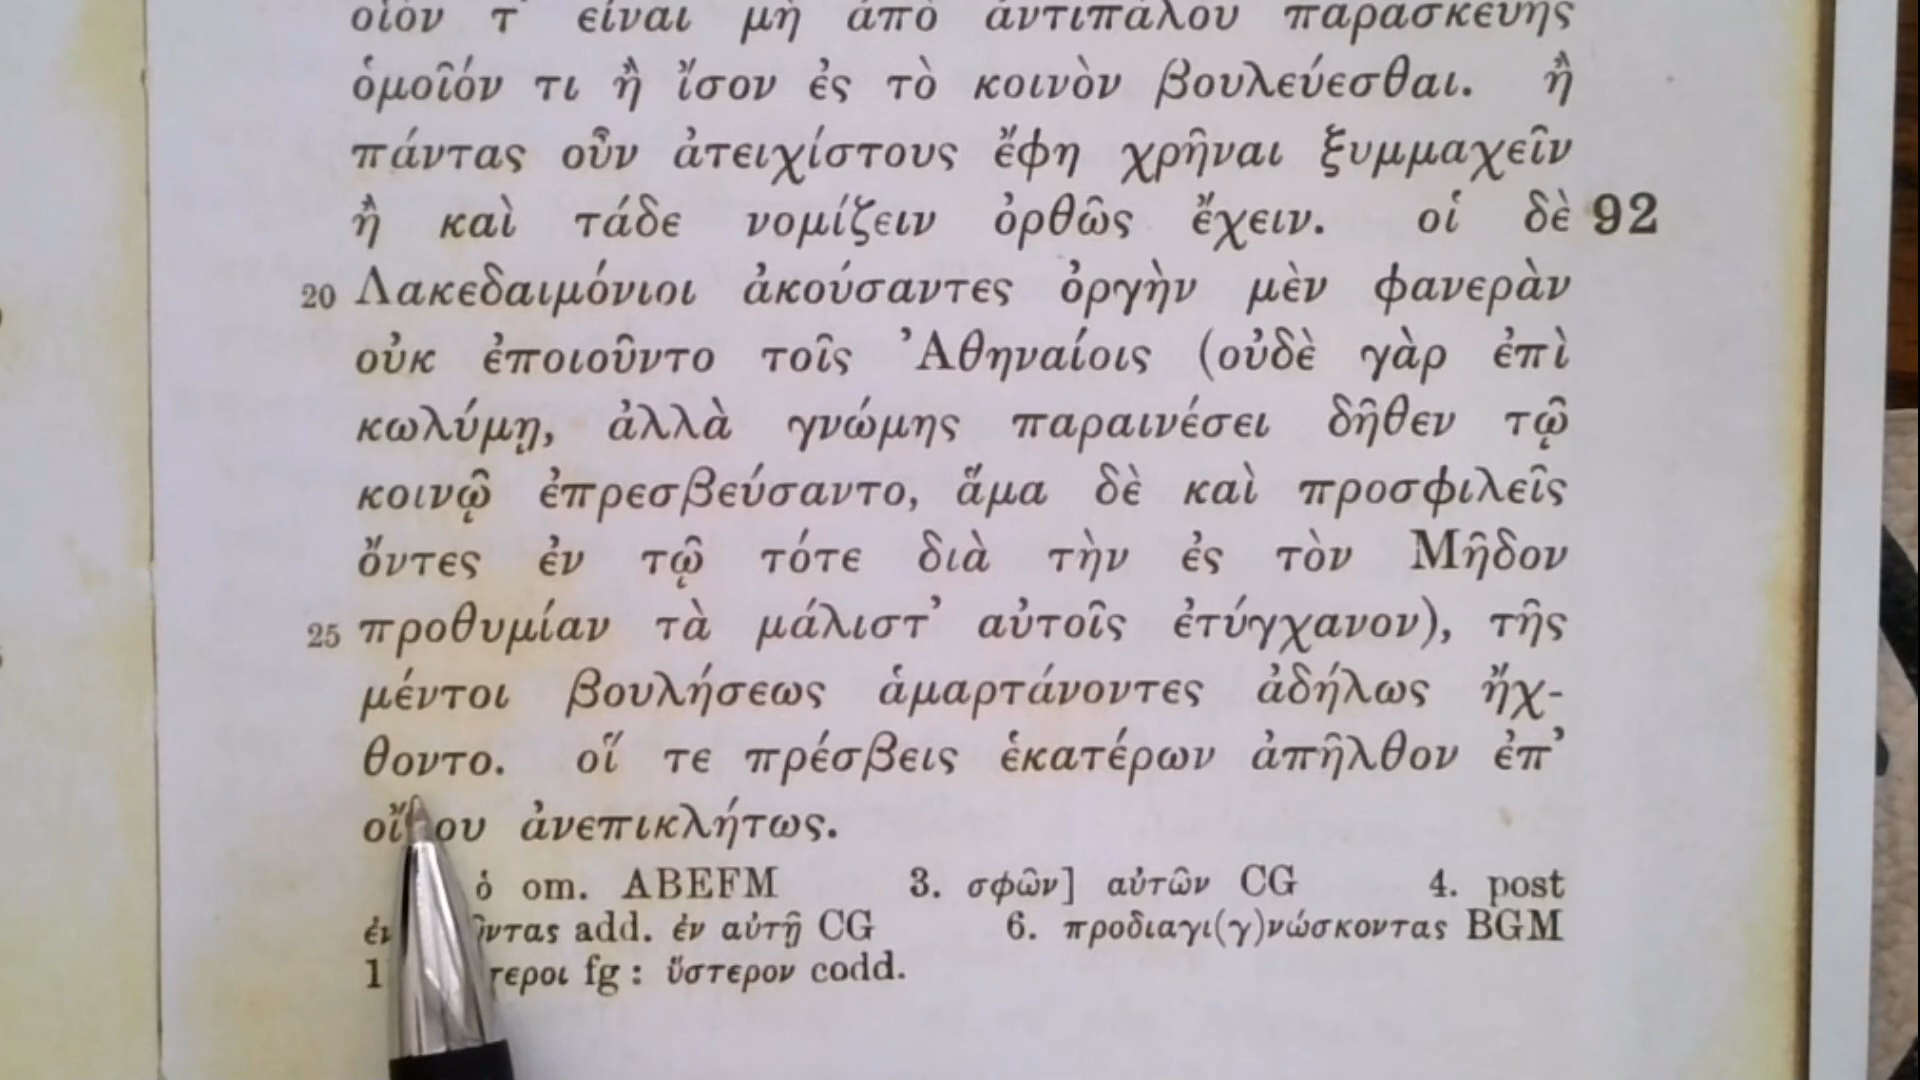 οἷόν τ' εἶναι μὴ ἀπὸ ἀντιπάλου παρασκευῆς
ὁμοῖόν τι ἢ ἴσον ἐς τὸ κοινὸν βουλεύεσθαι. ἢ
πάντας οὖν ἀτειχίστους ἔφη χρῆναι ξυμμαχεῖν
ἢ καὶ τάδε νομίζειν ὀρθῶς ἔχειν. οἱ δὲ 92
20 Λακεδαιμόνιοι ἀκούσαντες ὀργὴν μὲν φανερὰν
οὐκ ἐποιοῦντο τοῖς Ἀθηναίοις (οὐδὲ γὰρ ἐπὶ
κωλύμῃ, ἀλλὰ γνώμης παραινέσει δῆθεν τῷ
κοινῷ ἐπρεσβεύσαντο, ἅμα δὲ καὶ προσφιλεῖς
ὄντες ἐν τῷ τότε διὰ τὴν ἐς τὸν Μῆδον
25 προθυμίαν τὰ μάλιστ' αὐτοῖς ἐτύγχανον), τῆς
μέντοι βουλήσεως ἁμαρτάνοντες ἀδήλως ἤχ-
θοντο. οἵ τε πρέσβεις ἑκατέρων ἀπῆλθον ἐπ'
οἴκου ἀνεπικλήτως.
ὁ om. ABEFM 3. σφῶν] αὐτῶν CG 4. post
add. ἐν αὐτῇ CG 6. προδιαγι(γ)νώσκοντας BGM
fg : ὕστερον codd.